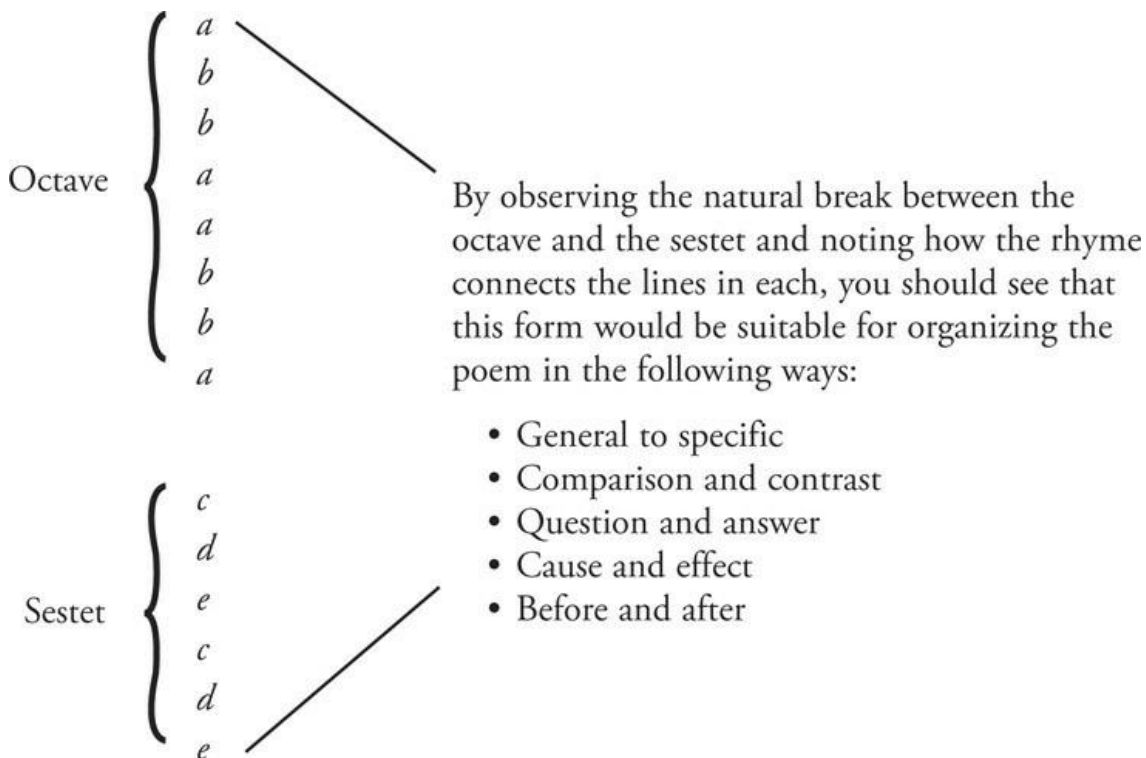 Octave
a
b
b
a
a
b
b
a
Sestet
c
d
e
c
d
e
By observing the natural break between the
octave and the sestet and noting how the rhyme
connects the lines in each, you should see that
this form would be suitable for organizing the
poem in the following ways:
• General to specific
• Comparison and contrast
• Question and answer
• Cause and effect
• Before and after